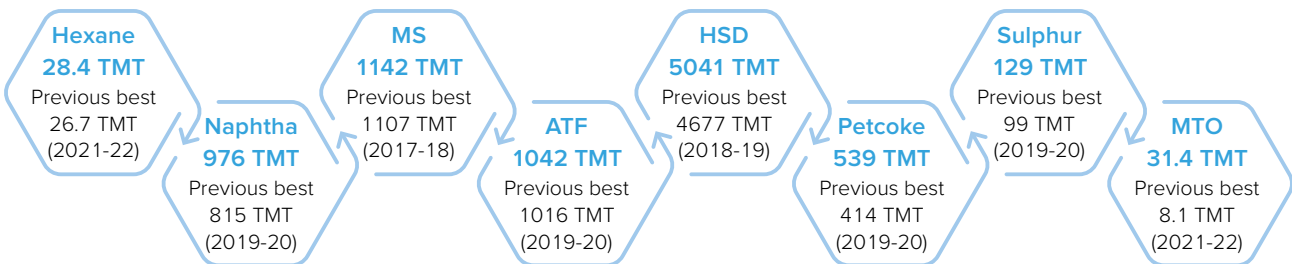 Hexane
28.4 TMT
Previous best
26.7 TMT
(2021-22)
Naphtha
976 TMT
Previous best
815 TMT
(2019-20)
MS
1142 TMT
Previous best
1107 TMT
(2017-18)
ATF
1042 TMT
Previous best
1016 TMT
(2019-20)
HSD
5041 TMT
Previous best
4677 TMT
(2018-19)
Petcoke
539 TMT
Previous best
414 TMT
(2019-20)
Sulphur
129 TMT
Previous best
99 TMT
(2019-20)
MTO
31.4 TMT
Previous best
8.1 TMT
(2021-22)